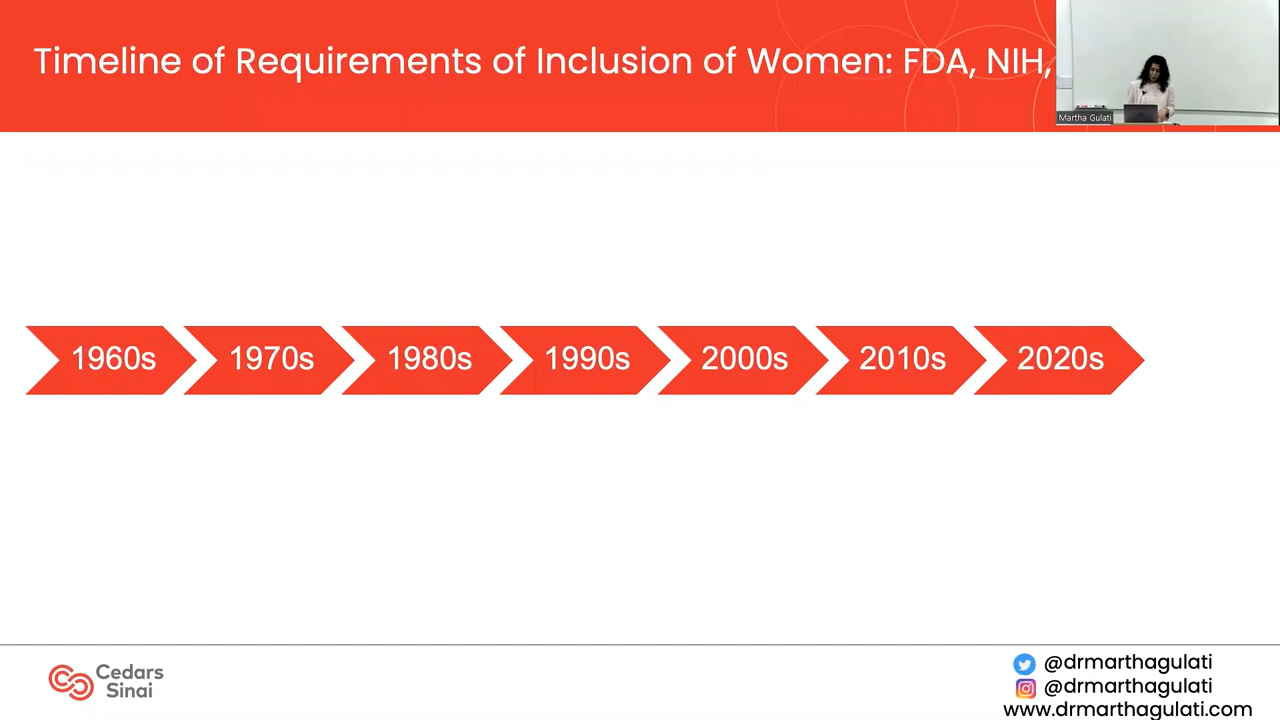 Timeline of Requirements of Inclusion of Women: FDA, NIH,
Martha Gulati
1960s
1970s
1980s
1990s
2000s
2010s
2020s
Cedars
Sinai
@drmarthagulati
@drmarthagulati
www.drmarthagulati.com